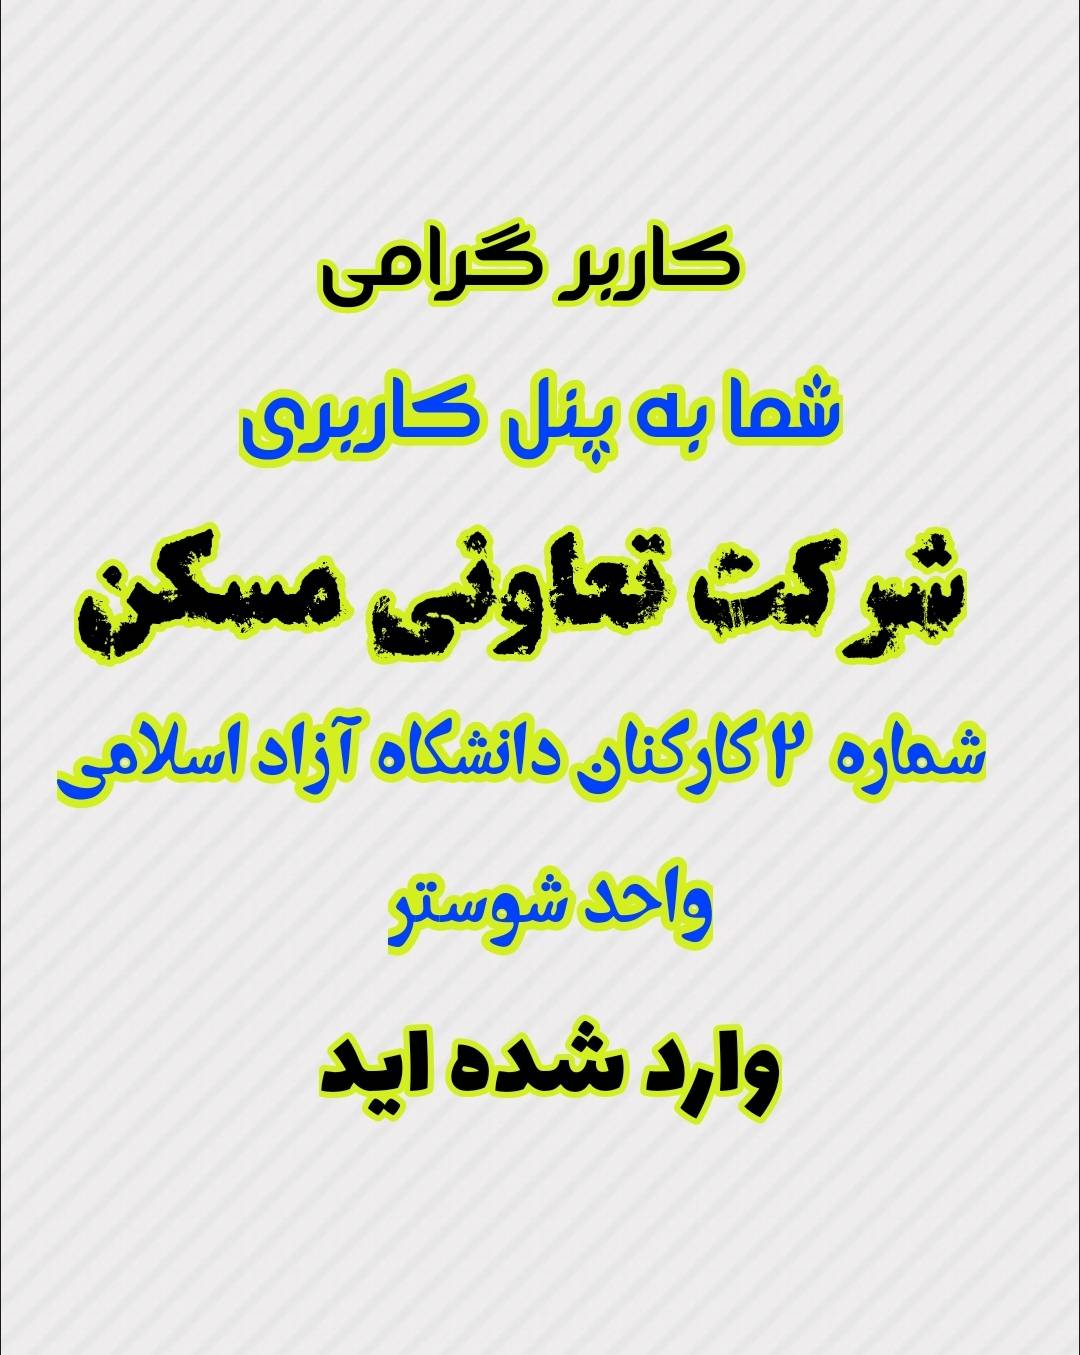 کاربر گرامی
شما به پنل کاربری
شرکت تعاونی مسکن
شماره ۲ کارکنان دانشگاه آزاد اسلامی
واحد شوستر
وارد شده اید